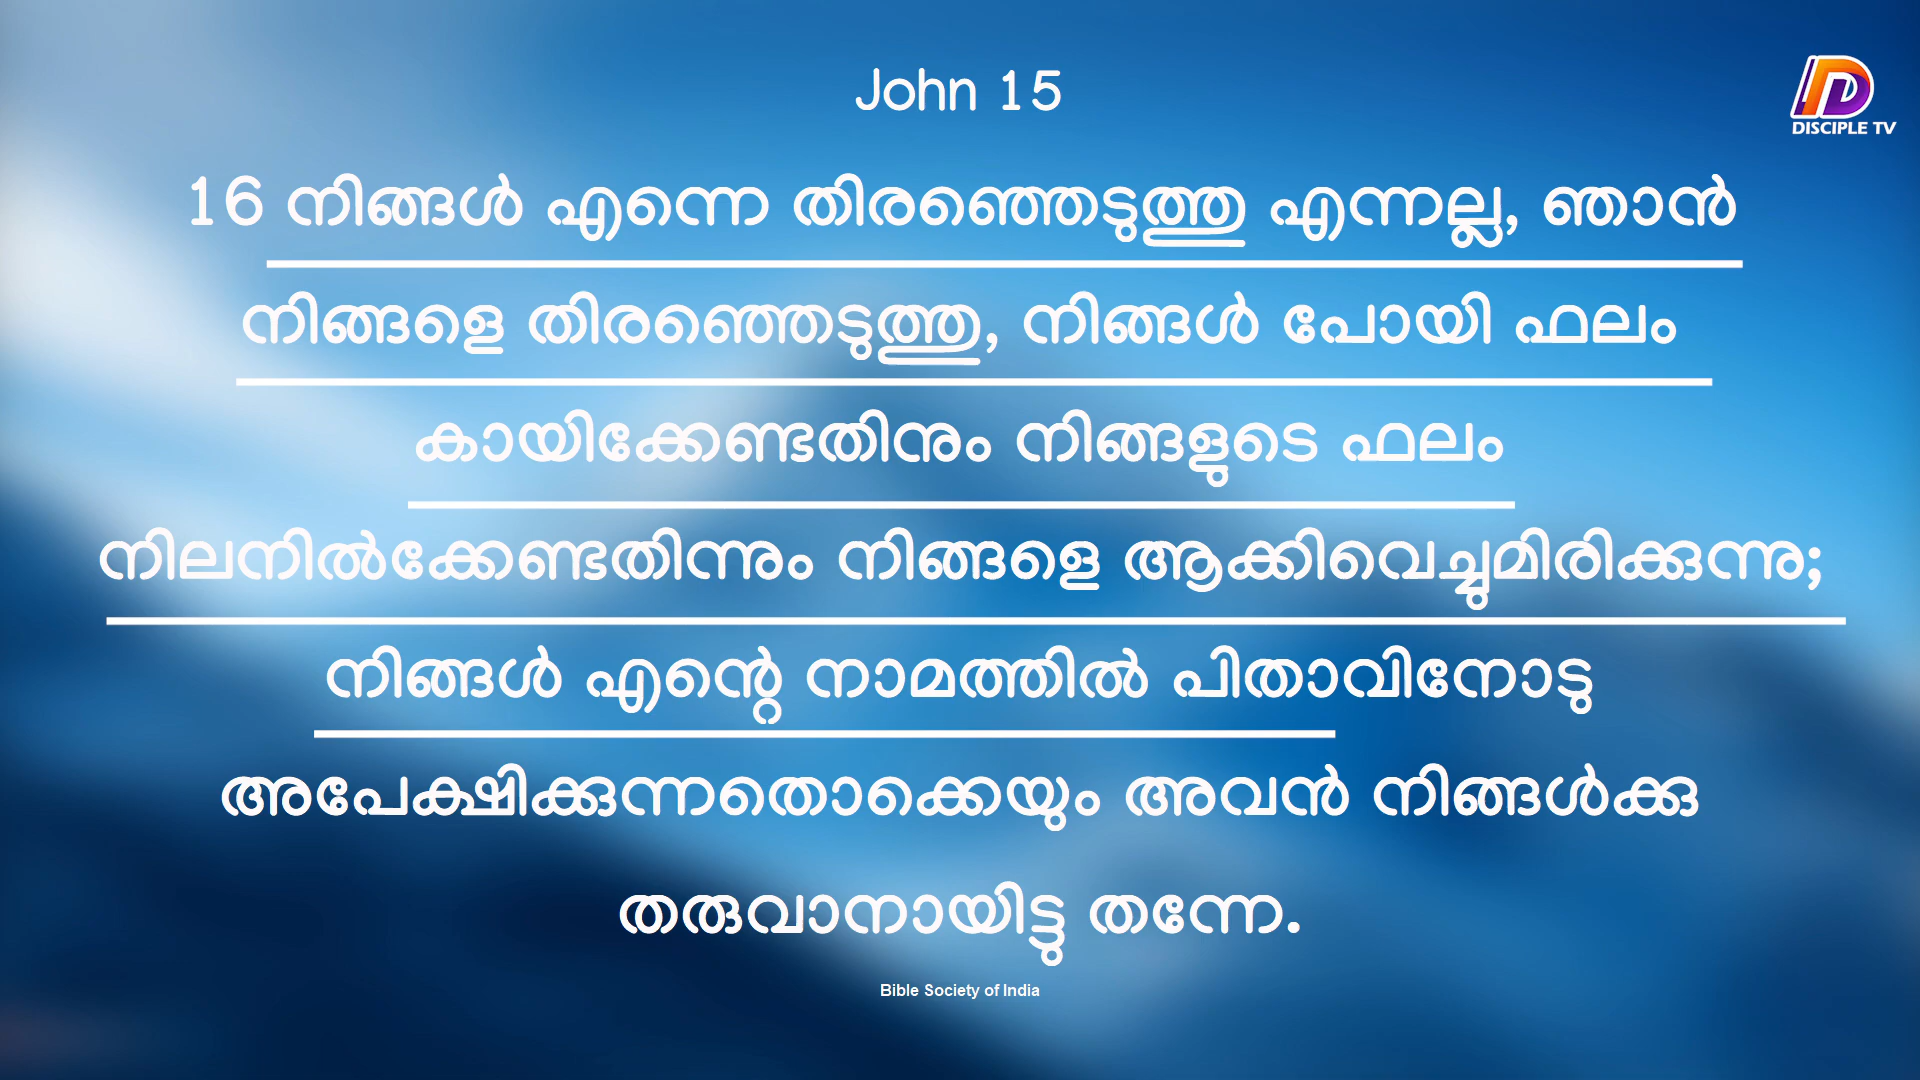 John 15
DISCIPLE TV
16 നിങ്ങൾ എന്നെ തിരഞ്ഞെടുത്തു എന്നല്ല, ഞാൻ
നിങ്ങളെ തിരഞ്ഞെടുത്തു, നിങ്ങൾ പോയി ഫലം
കായിക്കേണ്ടതിനും നിങ്ങളുടെ ഫലം
നിലനിൽക്കേണ്ടതിന്നും നിങ്ങളെ ആക്കിവെച്ചുമിരിക്കുന്നു;
നിങ്ങൾ എന്റെ നാമത്തിൽ പിതാവിനോടു
അപേക്ഷിക്കുന്നതൊക്കെയും അവൻ നിങ്ങൾക്കു
തരുവാനായിട്ടു തന്നേ.
Bible Society of India